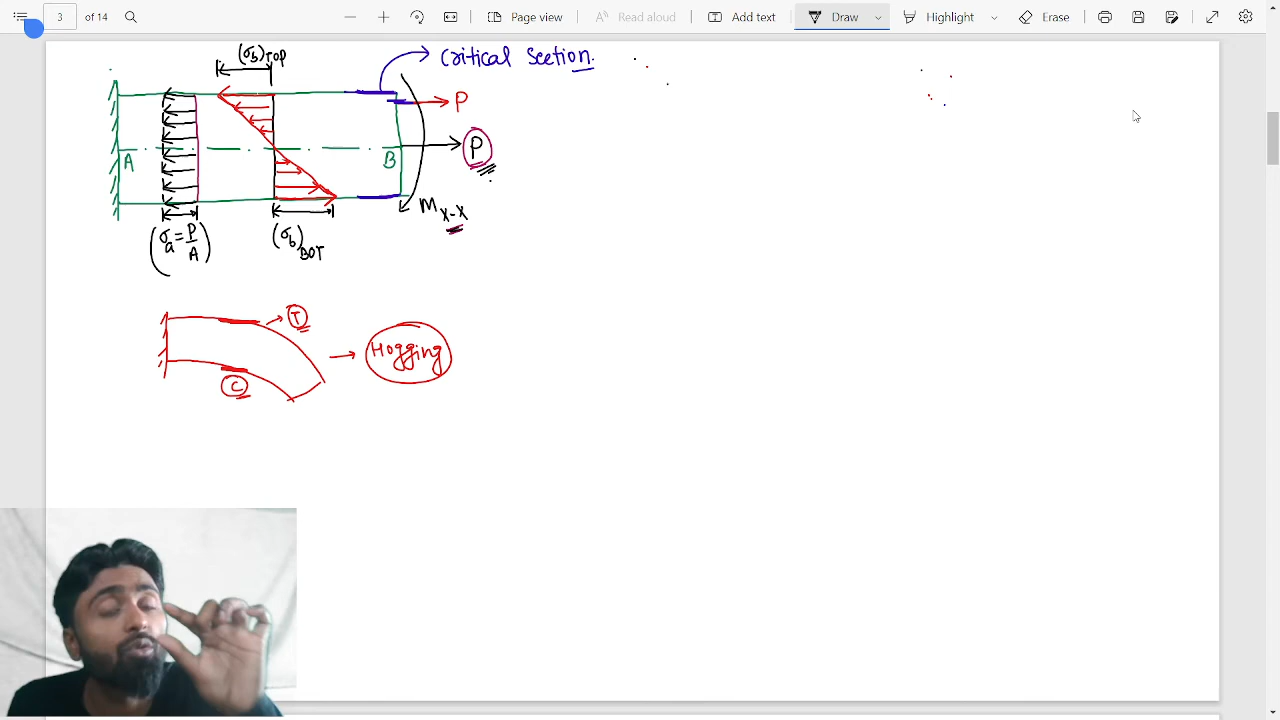 3 of 14
Page view
Read aloud
Add text
Draw
Highlight
Erase
(σb)TOP
Critical Section.
P
A
B
P
M x-x
(σa = P/A)
(σb)BOT
T
Hogging
C